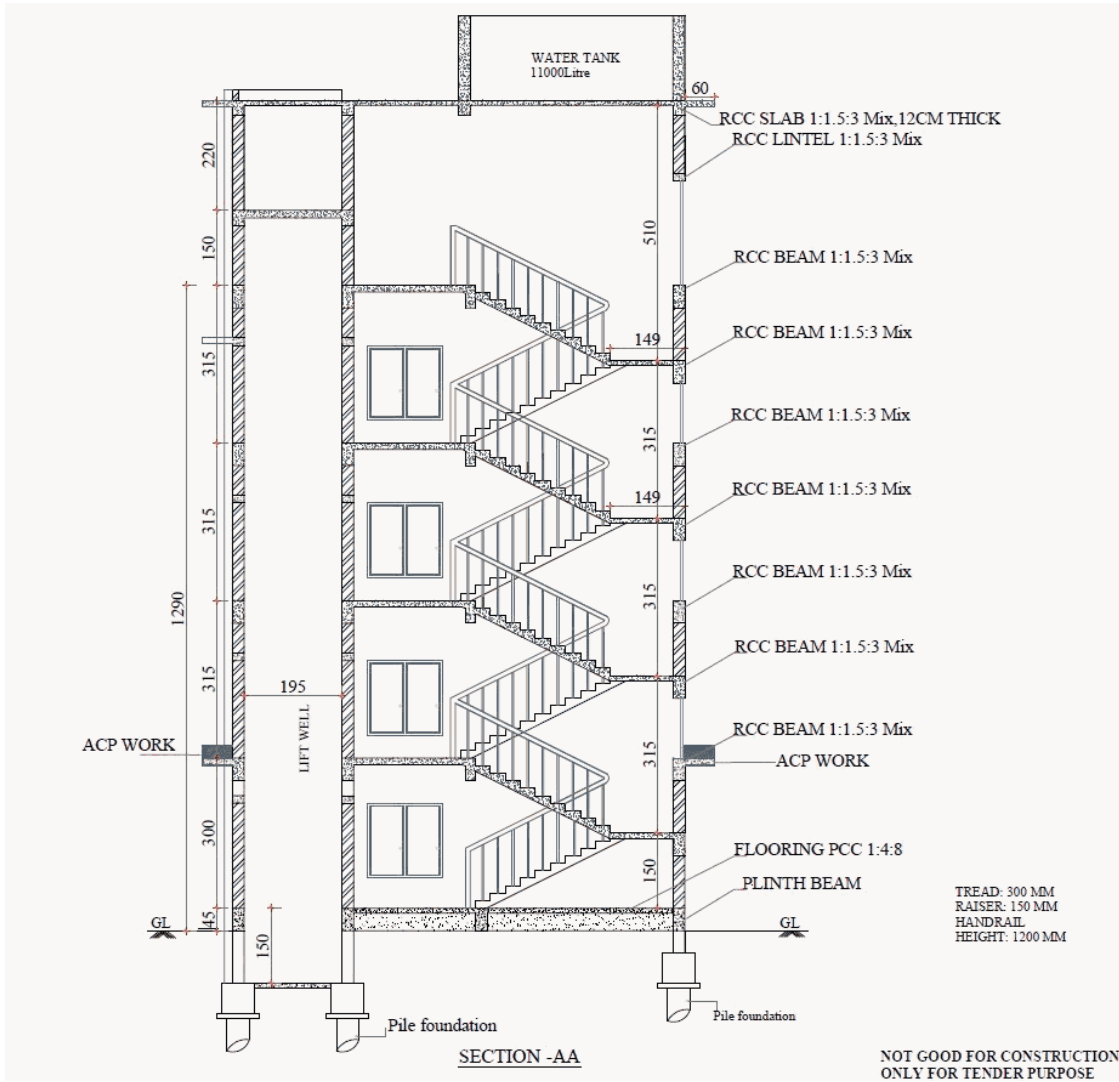 WATER TANK
11000Litre
60
RCC SLAB 1:1.5:3 Mix,12CM THICK
RCC LINTEL 1:1.5:3 Mix
220
510
150
RCC BEAM 1:1.5:3 Mix
RCC BEAM 1:1.5:3 Mix
149
315
RCC BEAM 1:1.5:3 Mix
315
RCC BEAM 1:1.5:3 Mix
149
315
RCC BEAM 1:1.5:3 Mix
315
1290
RCC BEAM 1:1.5:3 Mix
315
195
LIFT WELL
RCC BEAM 1:1.5:3 Mix
315
ACP WORK
ACP WORK
300
FLOORING PCC 1:4:8
150
PLINTH BEAM
TREAD: 300 MM
RAISER: 150 MM
HANDRAIL
HEIGHT: 1200 MM
GL
45
GL
150
Pile foundation
Pile foundation
SECTION -AA
NOT GOOD FOR CONSTRUCTION
ONLY FOR TENDER PURPOSE